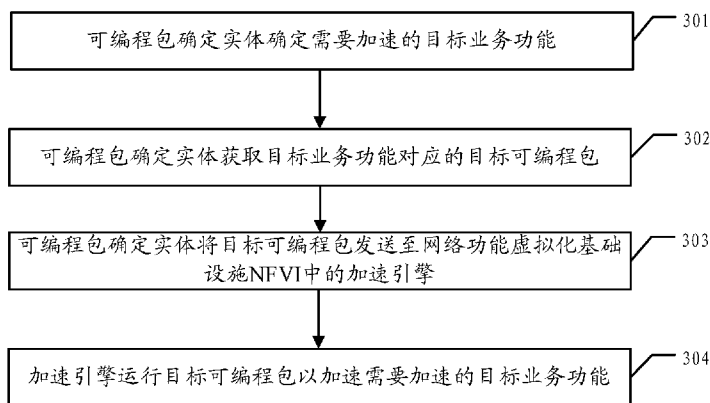 可编程包确定实体确定需要加速的目标业务功能
301
可编程包确定实体获取目标业务功能对应的目标可编程包
302
可编程包确定实体将目标可编程包发送至网络功能虚拟化基础
设施NFVI中的加速引擎
303
加速引擎运行目标可编程包以加速需要加速的目标业务功能
304